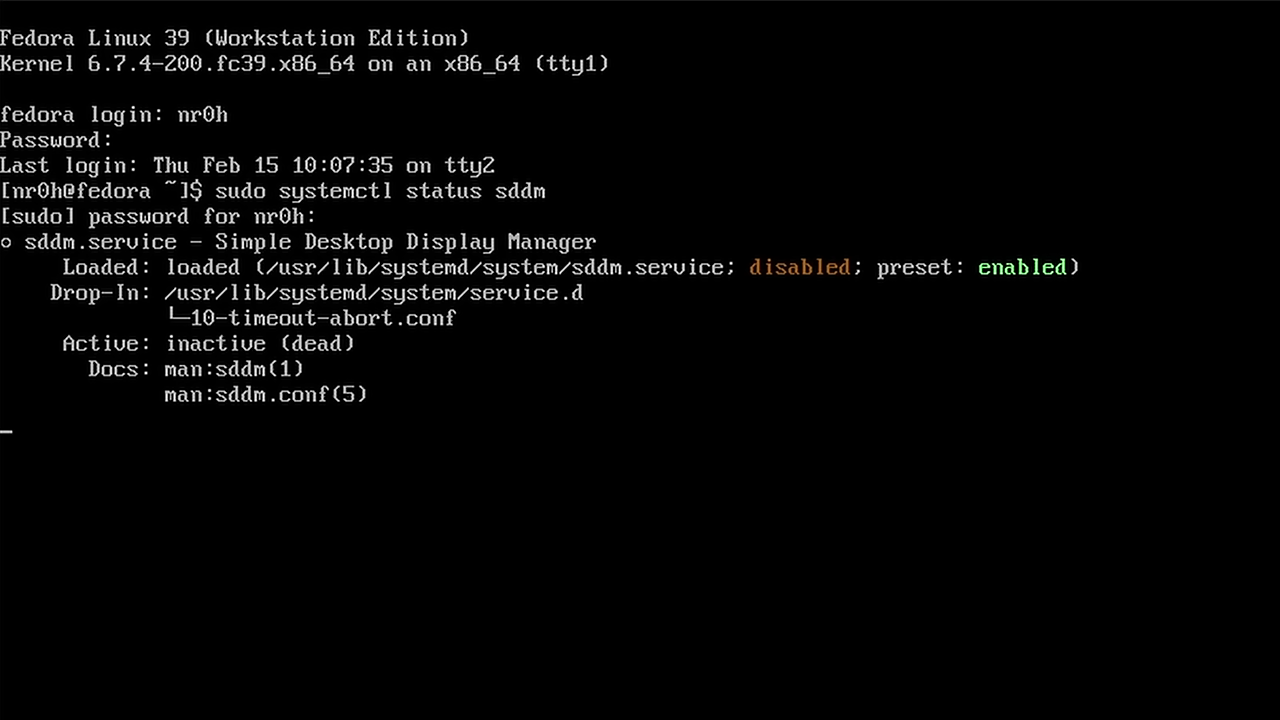 Fedora Linux 39 (Workstation Edition)
Kernel 6.7.4-200.fc39.x86_64 on an x86_64 (tty1)
fedora login: nr0h
Password:
Last login: Thu Feb 15 10:07:35 on tty2
[nr0h@fedora ~]$ sudo systemctl status sddm
[sudo] password for nr0h:
○ sddm.service - Simple Desktop Display Manager
Loaded: loaded (/usr/lib/systemd/system/sddm.service; disabled; preset: enabled)
Drop-In: /usr/lib/systemd/system/service.d
└─10-timeout-abort.conf
Active: inactive (dead)
Docs: man:sddm(1)
man:sddm.conf(5)